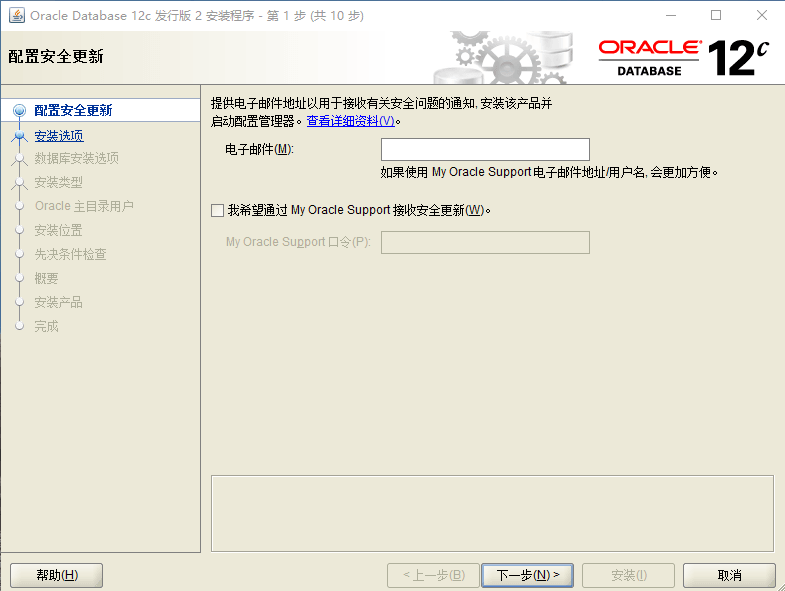 Oracle Database 12c 发行版 2 安装程序 - 第 1 步 (共 10 步)
配置安全更新
ORACLE
DATABASE
12c
配置安全更新
安装选项
数据库安装选项
安装类型
Oracle 主目录用户
安装位置
先决条件检查
概要
安装产品
完成
提供电子邮件地址以用于接收有关安全问题的通知, 安装该产品并
启动配置管理器。查看详细资料(V)。
电子邮件(M):
如果使用 My Oracle Support 电子邮件地址/用户名, 会更加方便。
我希望通过 My Oracle Support 接收安全更新(W)。
My Oracle Support 口令(P):
帮助(H)
< 上一步(B)
下一步(N) >
安装(I)
取消